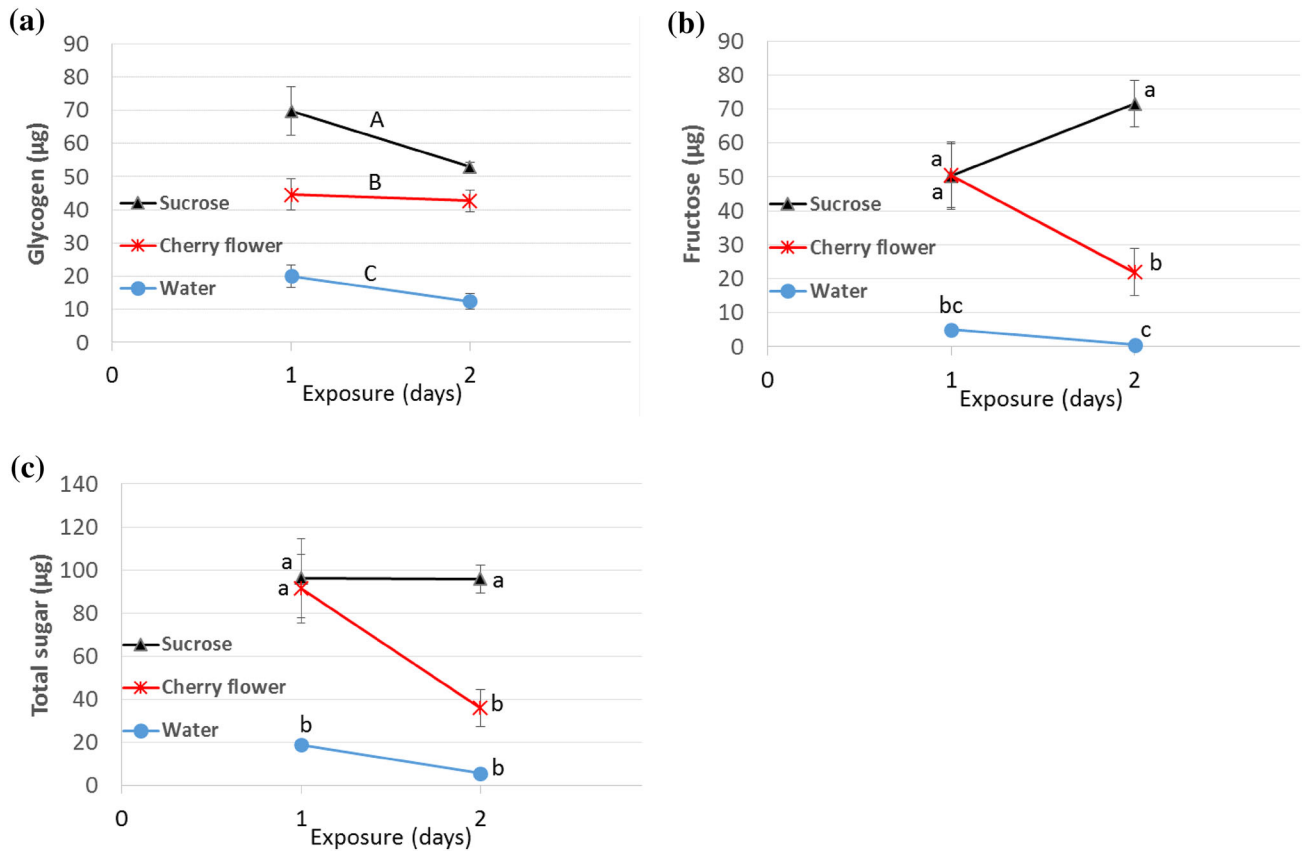 (a)
90
80
70
60
50
40
30
20
10
0
Glycogen (µg)
A
B
C
Sucrose
Cherry flower
Water
0 1 2
Exposure (days)
(b)
90
80
70
60
50
40
30
20
10
0
Fructose (µg)
a
a
a
b
bc
c
Sucrose
Cherry flower
Water
0 1 2
Exposure (days)
(c)
140
120
100
80
60
40
20
0
Total sugar (µg)
a
a
a
b
b
b
Sucrose
Cherry flower
Water
0 1 2
Exposure (days)